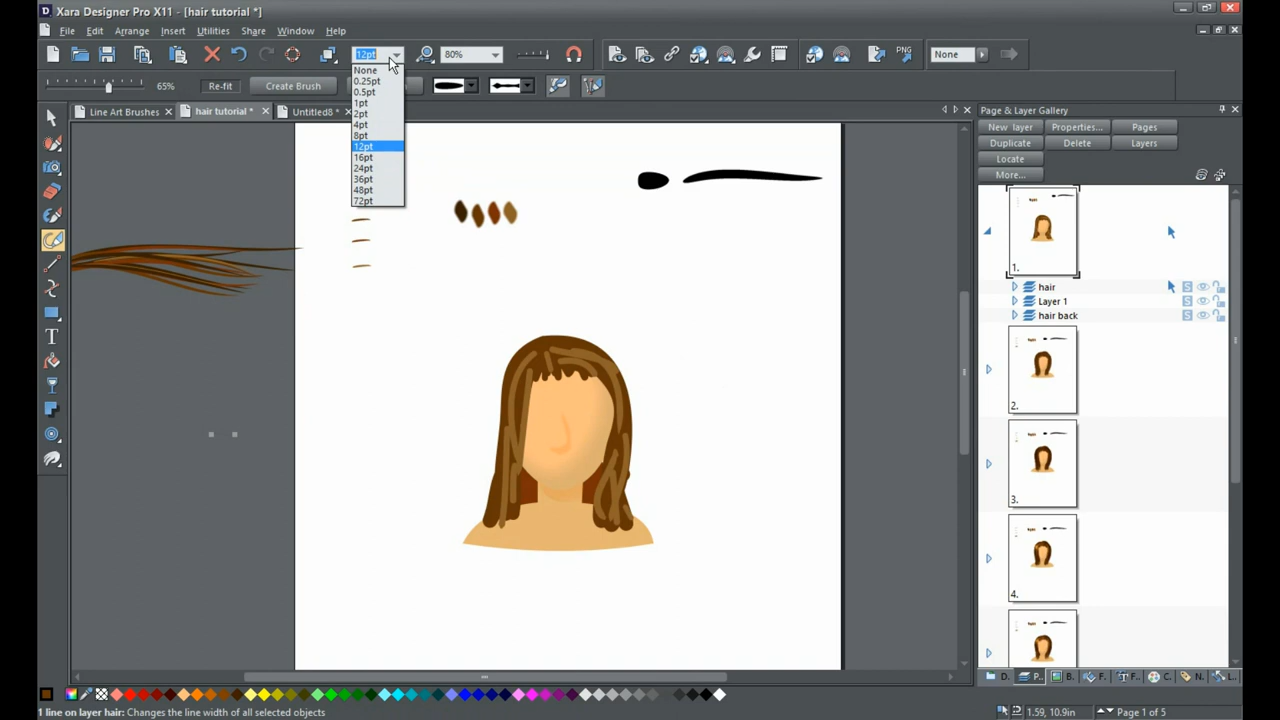 Xara Designer Pro X11 - [hair tutorial *]
File Edit Arrange Insert Utilities Share Window Help
12pt 80% PNG None
65% Re-fit Create Brush
None
0.25pt
0.5pt
1pt
2pt
4pt
8pt
12pt
16pt
24pt
36pt
48pt
72pt
Line Art Brushes hair tutorial * Untitled8 *
Page & Layer Gallery
New layer Properties... Pages
Duplicate Delete Layers
Locate
More...
1.
hair
Layer 1
hair back
2.
3.
4.
D. P.. B. F.. F.. C. N. L..
1 line on layer hair: Changes the line width of all selected objects
1.59, 10.9in Page 1 of 5